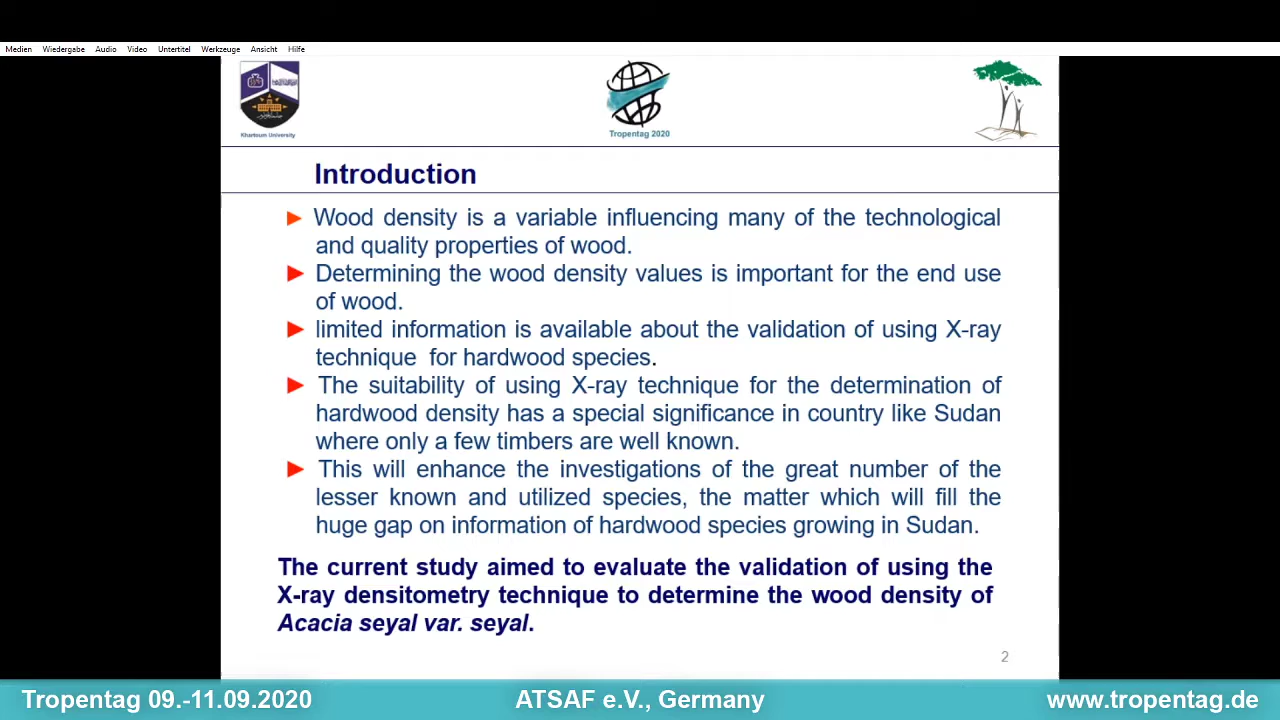 Medien Wiedergabe Audio Video Untertitel Werkzeuge Ansicht Hilfe
Khartoum University
Tropentag 2020
Introduction
► Wood density is a variable influencing many of the technological
and quality properties of wood.
► Determining the wood density values is important for the end use
of wood.
► limited information is available about the validation of using X-ray
technique for hardwood species.
► The suitability of using X-ray technique for the determination of
hardwood density has a special significance in country like Sudan
where only a few timbers are well known.
► This will enhance the investigations of the great number of the
lesser known and utilized species, the matter which will fill the
huge gap on information of hardwood species growing in Sudan.
The current study aimed to evaluate the validation of using the
X-ray densitometry technique to determine the wood density of
Acacia seyal var. seyal.
2
Tropentag 09.-11.09.2020 ATSAF e.V., Germany www.tropentag.de